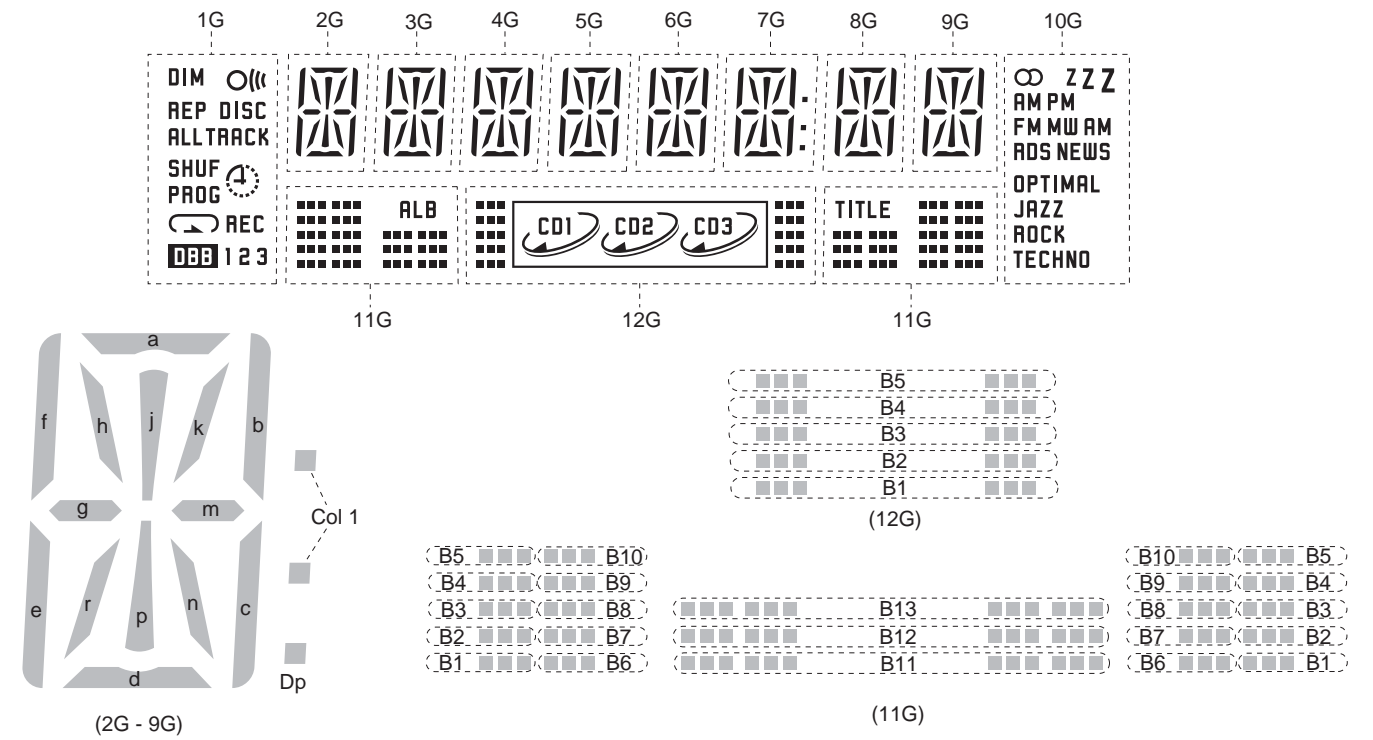 1G 2G 3G 4G 5G 6G 7G 8G 9G 10G
DIM
REP DISC
ALLTRACK
SHUF
PROG
REC
DBB 1 2 3
Z Z Z
AM PM
FM MW AM
RDS NEWS
OPTIMAL
JAZZ
ROCK
TECHNO
ALB CD1 CD2 CD3 TITLE
11G 12G 11G
a
f h j k b
g m
e r p n c
d
Col 1
Dp
(2G - 9G)
B5
B4
B3
B2
B1
(12G)
B5 B10
B4 B9
B3 B8
B2 B7
B1 B6
B13
B12
B11
(11G)
B10 B5
B9 B4
B8 B3
B7 B2
B6 B1